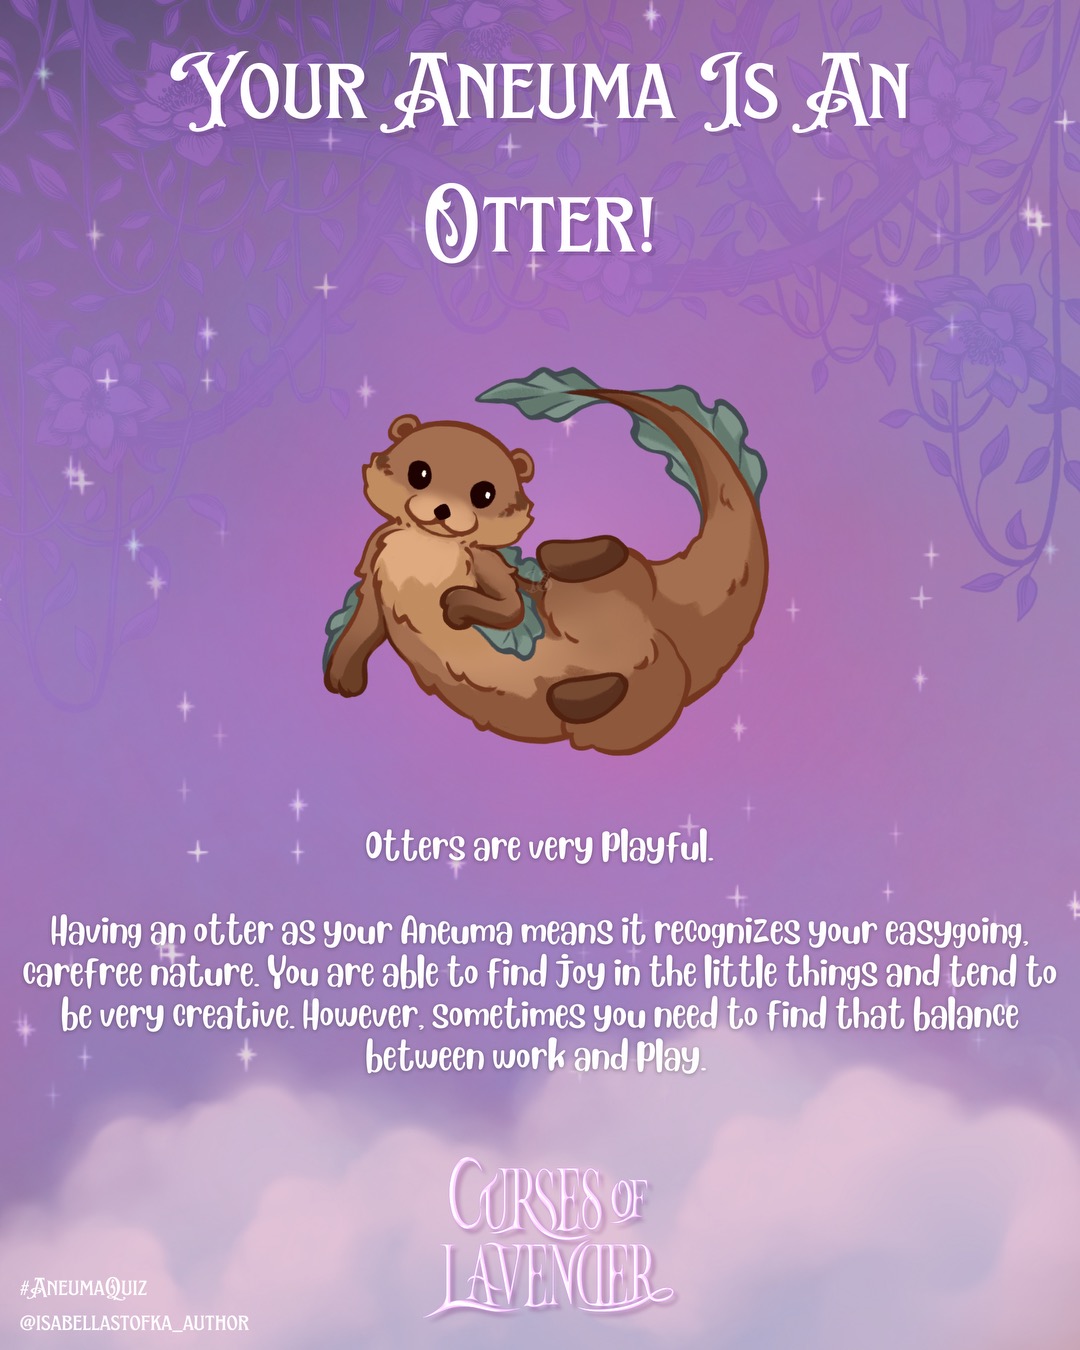 Your Aneuma Is An
Otter!
Otters are very Playful.
Having an otter as your Aneuma means it recognizes your easygoing,
carefree nature. You are able to find joy in the little things and tend to
be very creative. However, sometimes you need to find that balance
between work and Play.
Curses of
Lavender
#AneumaQuiz
@isabellastofka_author